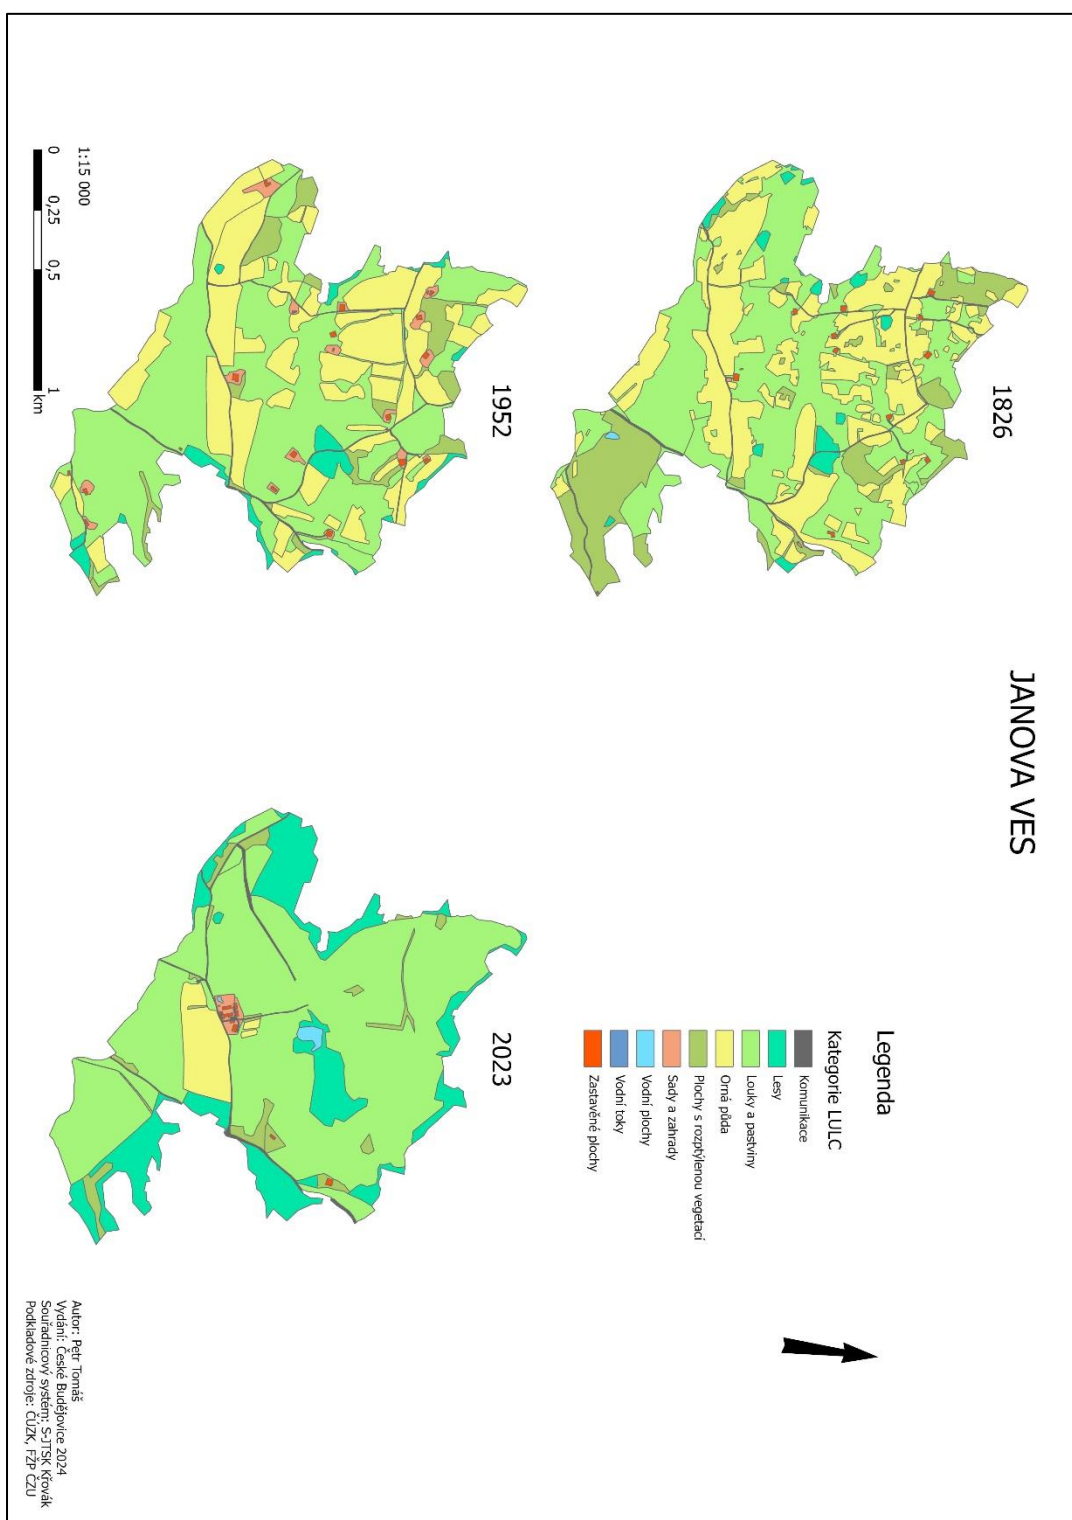 JANOVA VES
1826
1952
2023
Legenda
Kategorie LULC
Komunikace
Lesy
Louky a pastviny
Orná půda
Plochy s rozptýlenou vegetací
Sady a zahrady
Vodní plochy
Vodní toky
Zastavěné plochy
1:15 000
0 0,25 0,5 1
km
Autor: Petr Tomáš
Vydání: České Budějovice 2024
Souřadnicový systém: S-JTSK Křovák
Podkladové zdroje: ČÚZK, FŽP ČZU